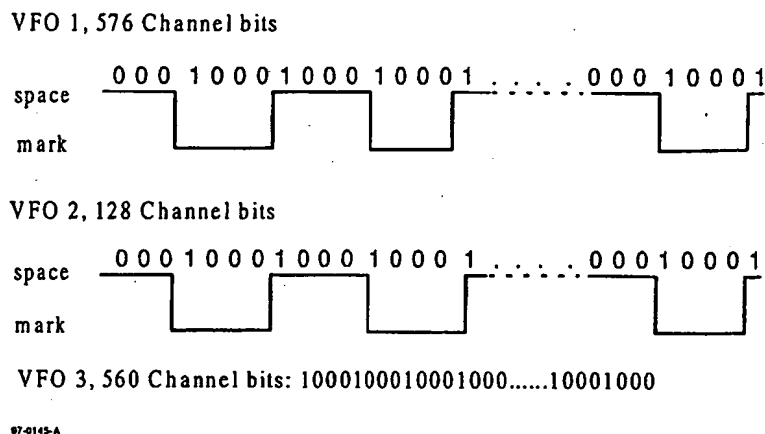 VFO 1, 576 Channel bits
0 0 0 1 0 0 0 1 0 0 0 1 0 0 0 1 . . . . . 0 0 0 1 0 0 0 1
space
mark
VFO 2, 128 Channel bits
0 0 0 1 0 0 0 1 0 0 0 1 0 0 0 1 . . . . . 0 0 0 1 0 0 0 1
space
mark
VFO 3, 560 Channel bits: 1000100010001000......10001000
97-0145-A